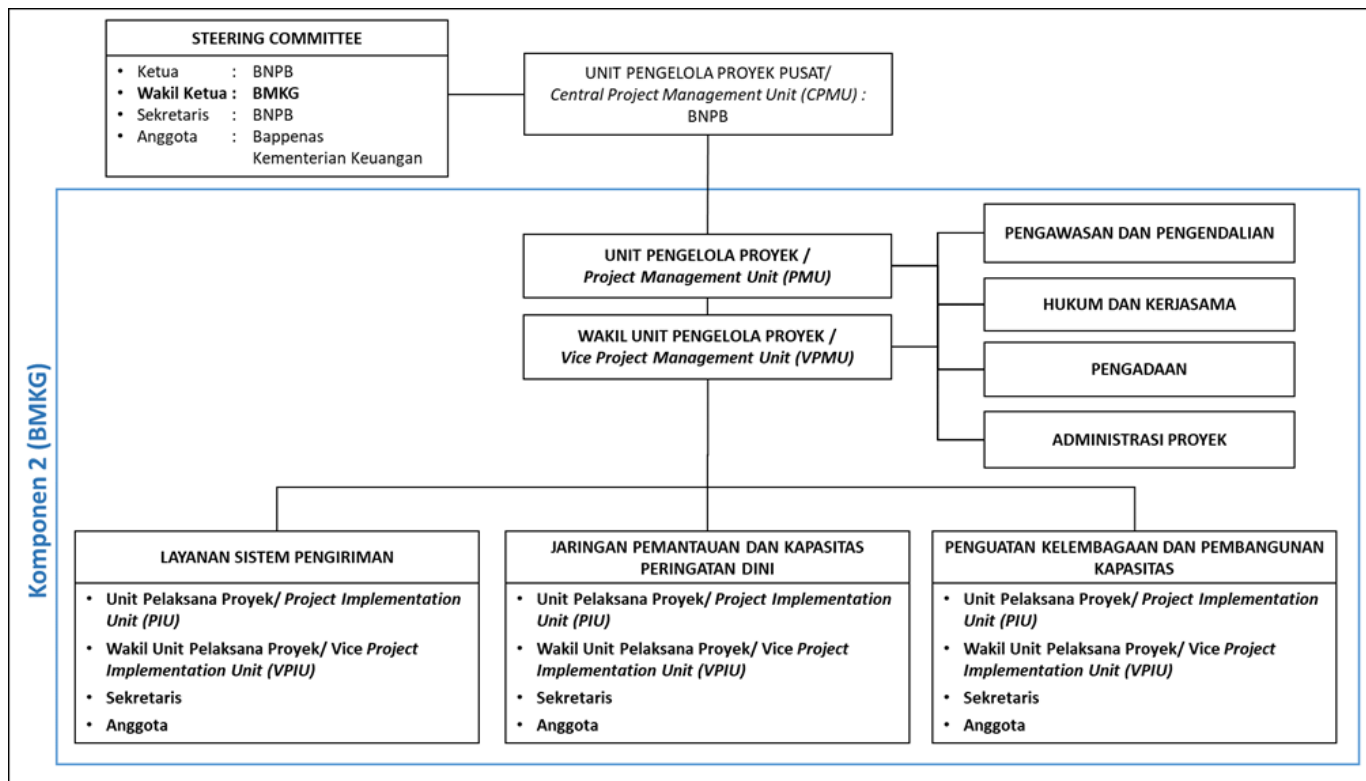 STEERING COMMITTEE
• Ketua : BNPB
• Wakil Ketua : BMKG
• Sekretaris : BNPB
• Anggota : Bappenas
Kementerian Keuangan
UNIT PENGELOLA PROYEK PUSAT/
Central Project Management Unit (CPMU) :
BNPB
Komponen 2 (BMKG)
UNIT PENGELOLA PROYEK /
Project Management Unit (PMU)
WAKIL UNIT PENGELOLA PROYEK /
Vice Project Management Unit (VPMU)
PENGAWASAN DAN PENGENDALIAN
HUKUM DAN KERJASAMA
PENGADAAN
ADMINISTRASI PROYEK
LAYANAN SISTEM PENGIRIMAN
• Unit Pelaksana Proyek/ Project Implementation
Unit (PIU)
• Wakil Unit Pelaksana Proyek/ Vice Project
Implementation Unit (VPIU)
• Sekretaris
• Anggota
JARINGAN PEMANTAUAN DAN KAPASITAS
PERINGATAN DINI
• Unit Pelaksana Proyek/ Project Implementation
Unit (PIU)
• Wakil Unit Pelaksana Proyek/ Vice Project
Implementation Unit (VPIU)
• Sekretaris
• Anggota
PENGUATAN KELEMBAGAAN DAN PEMBANGUNAN
KAPASITAS
• Unit Pelaksana Proyek/ Project Implementation
Unit (PIU)
• Wakil Unit Pelaksana Proyek/ Vice Project
Implementation Unit (VPIU)
• Sekretaris
• Anggota